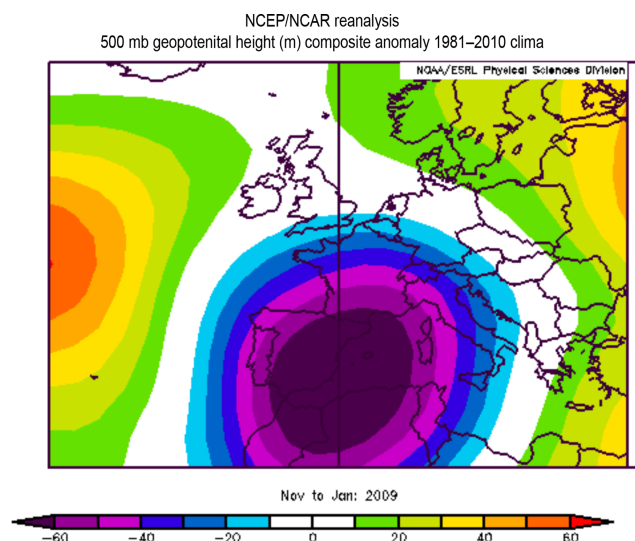 NCEP/NCAR reanalysis
500 mb geopotenital height (m) composite anomaly 1981–2010 clima
NOAA/ESRL Physical Sciences Division
Nov to Jan: 2009
−60 −40 −20 0 20 40 60